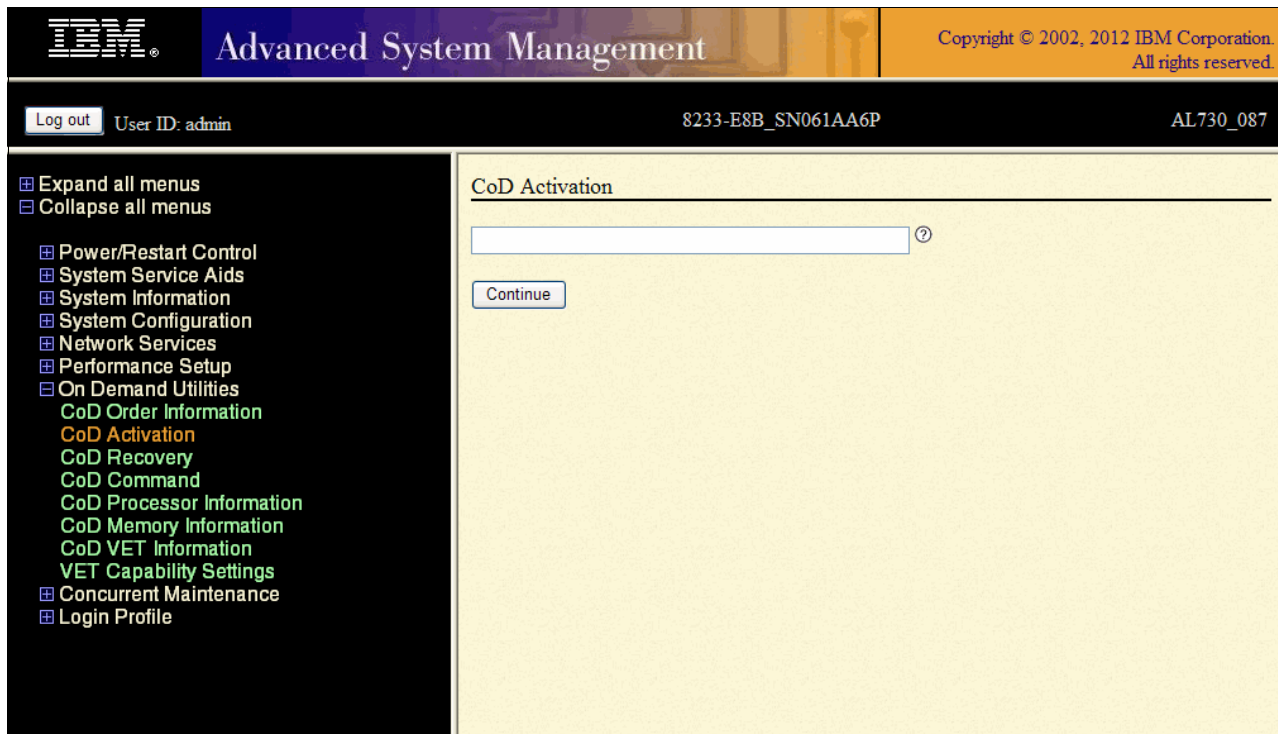 IBM®
Advanced System Management
Copyright © 2002, 2012 IBM Corporation.
All rights reserved.
Log out User ID: admin 8233-E8B_SN061AA6P AL730_087
Expand all menus
Collapse all menus
Power/Restart Control
System Service Aids
System Information
System Configuration
Network Services
Performance Setup
On Demand Utilities
CoD Order Information
CoD Activation
CoD Recovery
CoD Command
CoD Processor Information
CoD Memory Information
CoD VET Information
VET Capability Settings
Concurrent Maintenance
Login Profile
CoD Activation
?
Continue